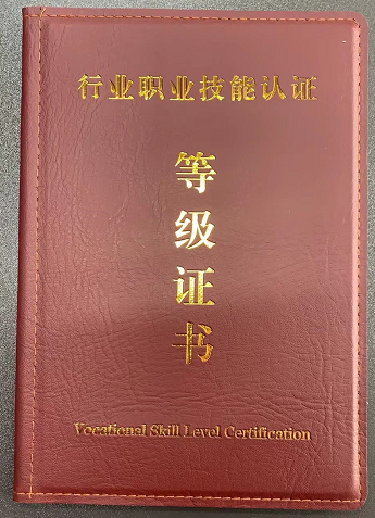 行业职业技能认证
等
级
证
书
Vocational Skill Level Certification